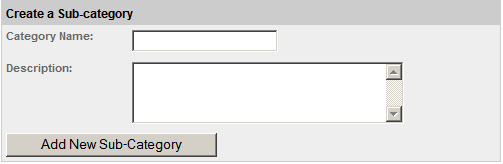 Create a Sub-category
Category Name:
Description:
Add New Sub-Category